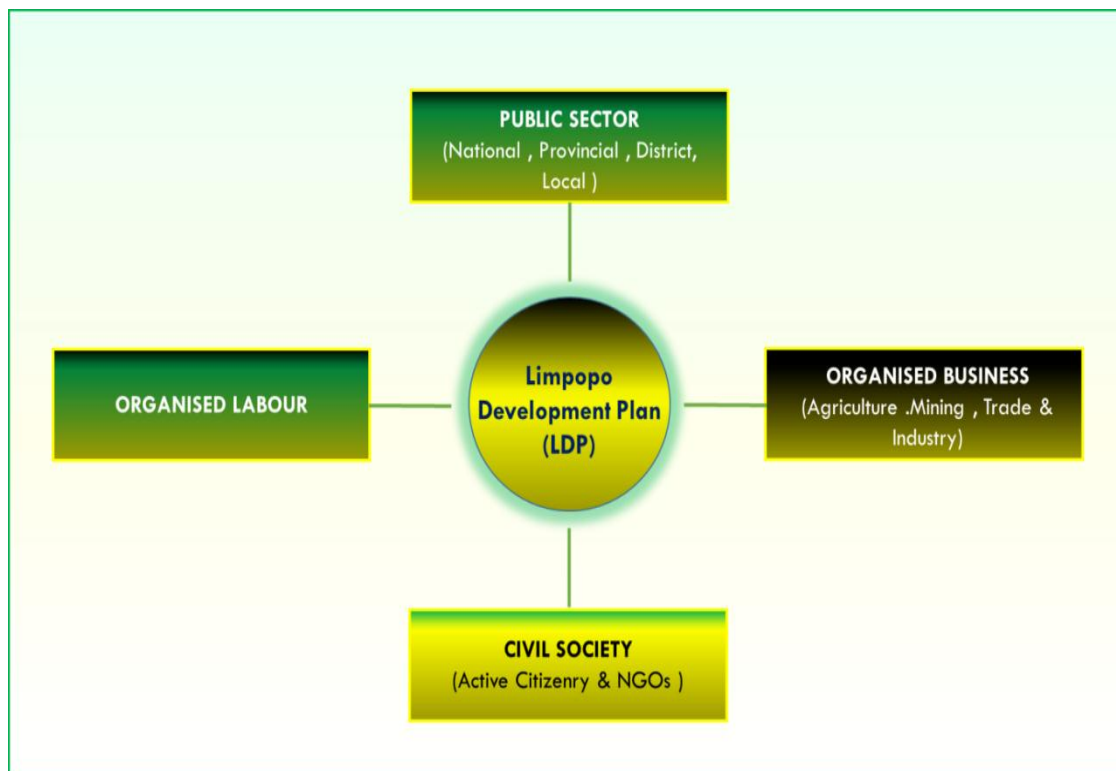 PUBLIC SECTOR
(National , Provincial , District,
Local )
ORGANISED LABOUR
Limpopo
Development Plan
(LDP)
ORGANISED BUSINESS
(Agriculture .Mining , Trade &
Industry)
CIVIL SOCIETY
(Active Citizenry & NGOs )